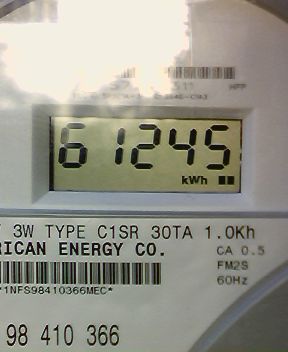 HPP
61245
kWh
3W TYPE C1SR 30TA 1.0Kh
RICAN ENERGY CO.
CA 0.5
FM2S
60Hz
*1NFS98410366MEC*
98 410 366